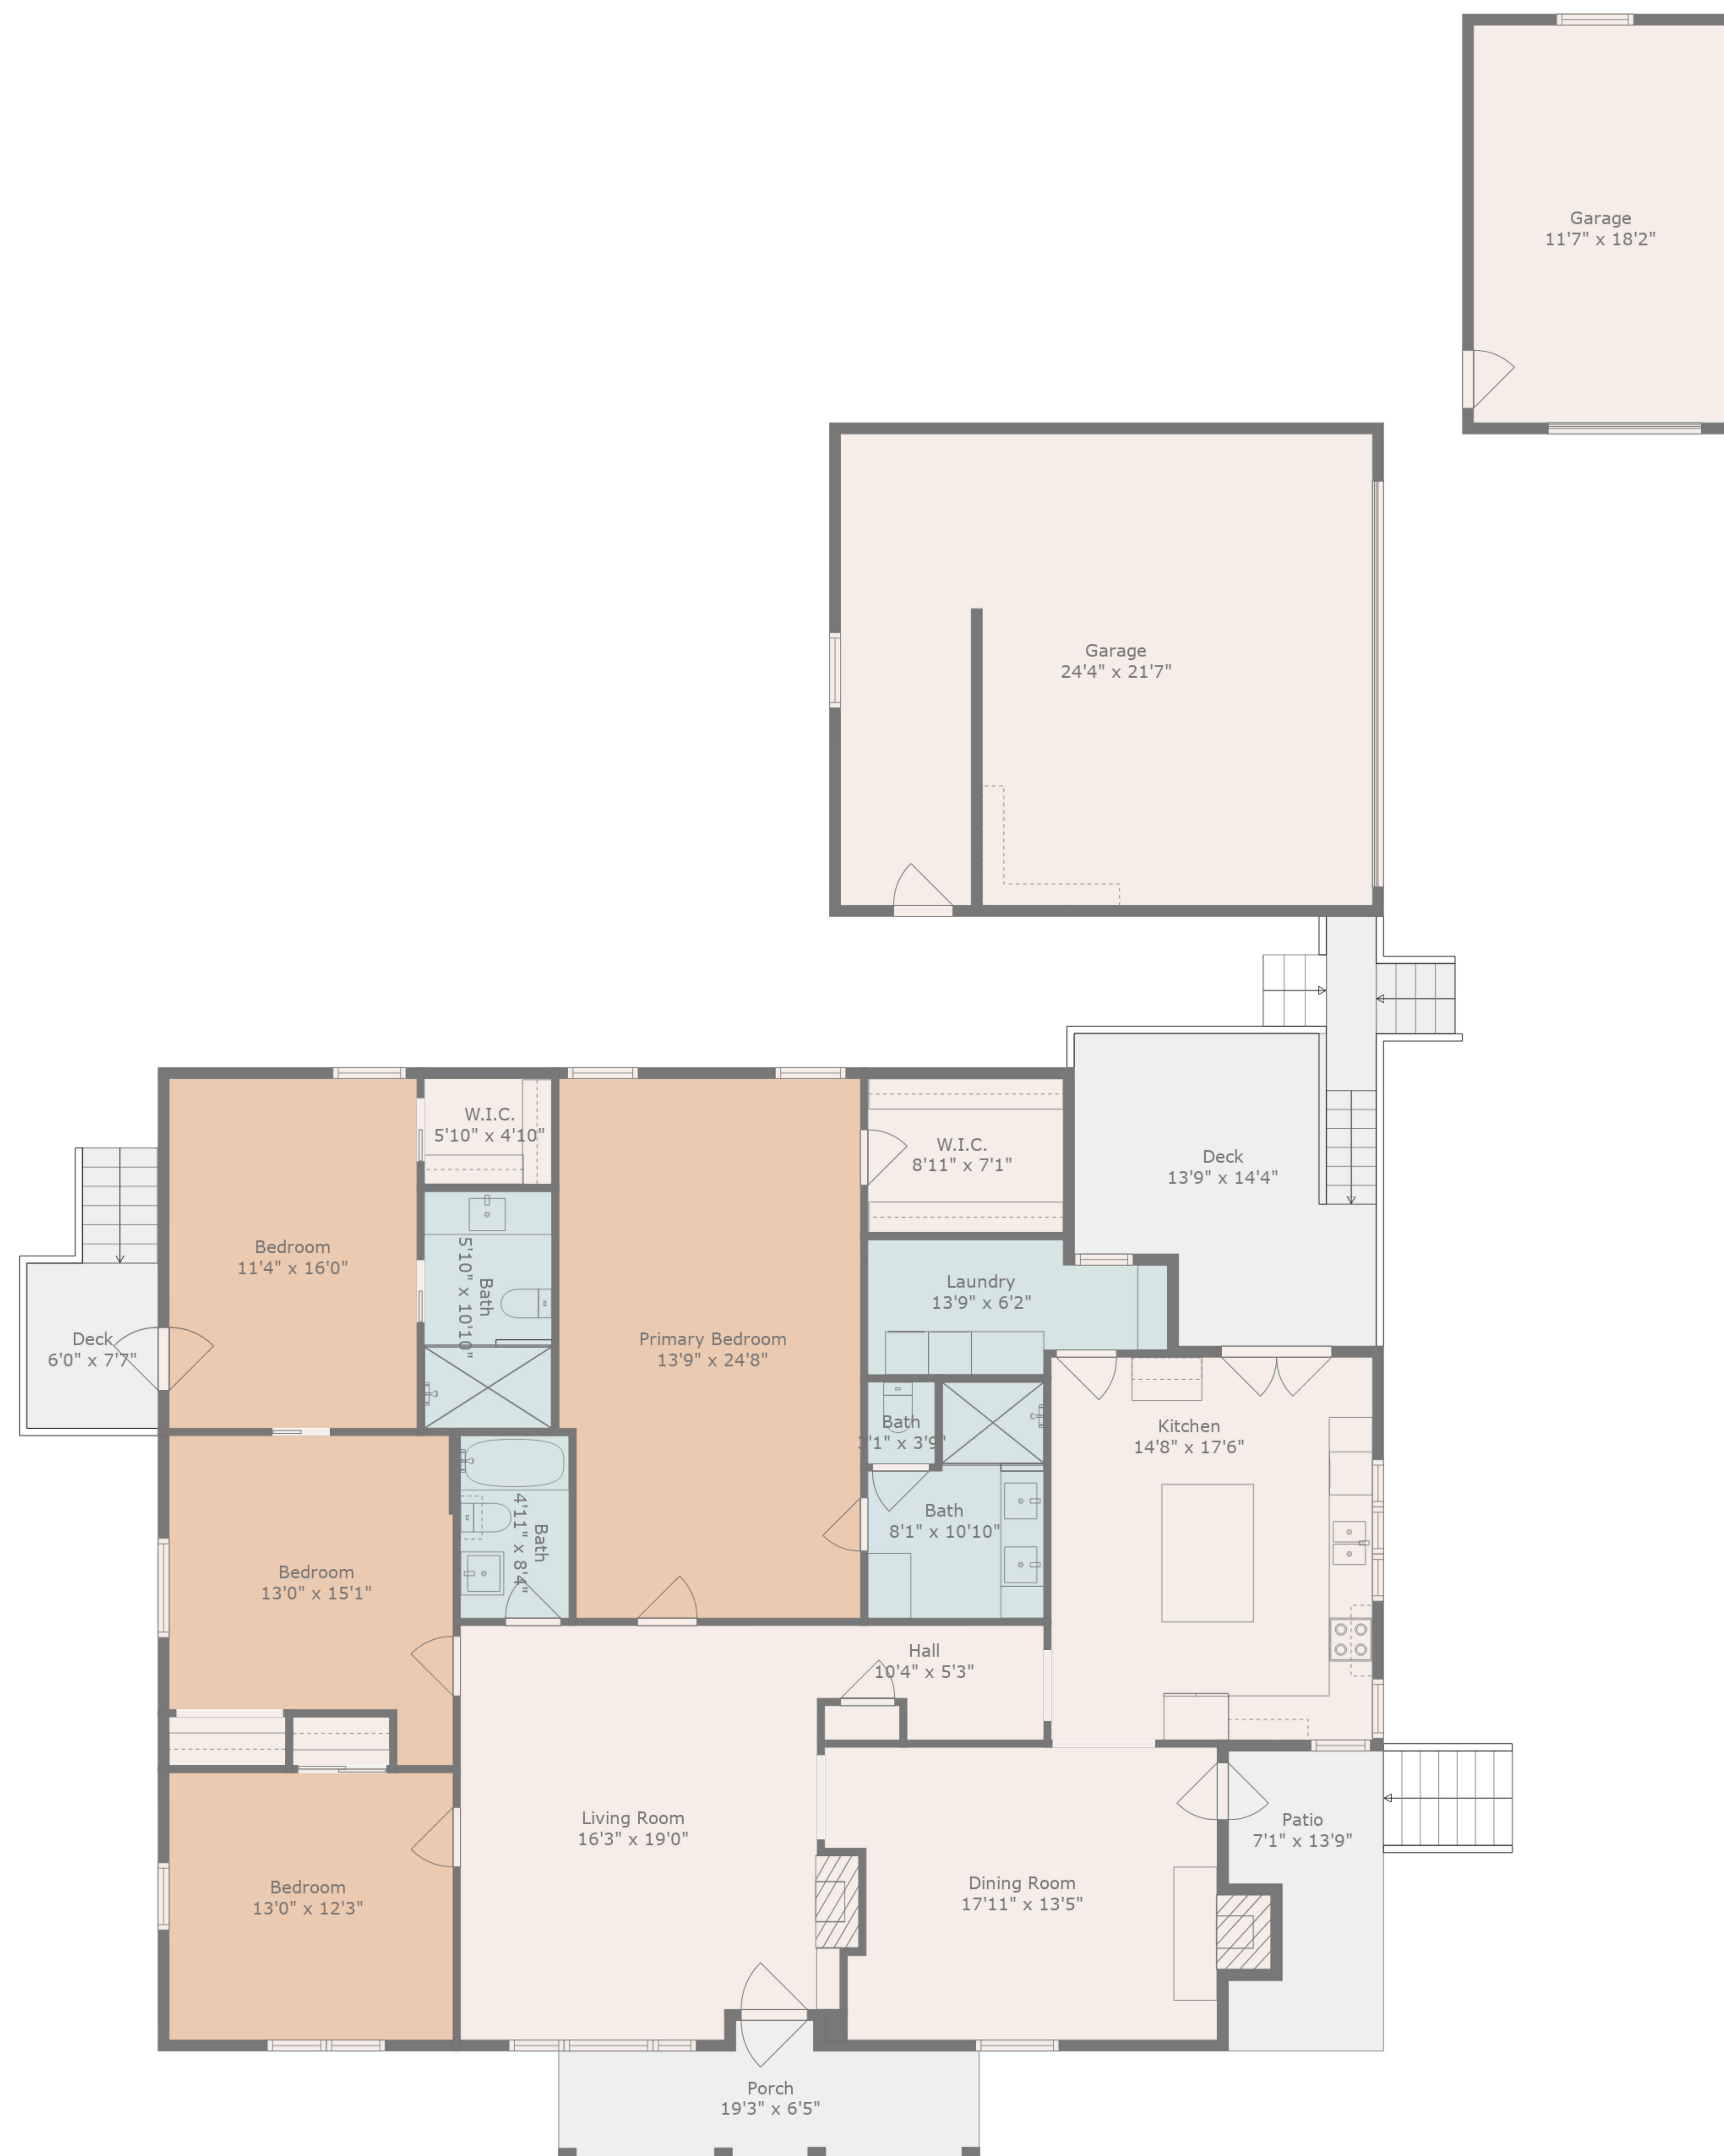 Garage
11'7" x 18'2"
Garage
24'4" x 21'7"
W.I.C.
5'10" x 4'10"
W.I.C.
8'11" x 7'1"
Deck
13'9" x 14'4"
Bedroom
11'4" x 16'0"
Bath
5'10" x 10'10"
Laundry
13'9" x 6'2"
Deck
6'0" x 7'7"
Primary Bedroom
13'9" x 24'8"
Bath
3'1" x 3'9"
Kitchen
14'8" x 17'6"
Bath
8'1" x 10'10"
Bath
4'11" x 8'4"
Bedroom
13'0" x 15'1"
Hall
10'4" x 5'3"
Living Room
16'3" x 19'0"
Patio
7'1" x 13'9"
Dining Room
17'11" x 13'5"
Bedroom
13'0" x 12'3"
Porch
19'3" x 6'5"